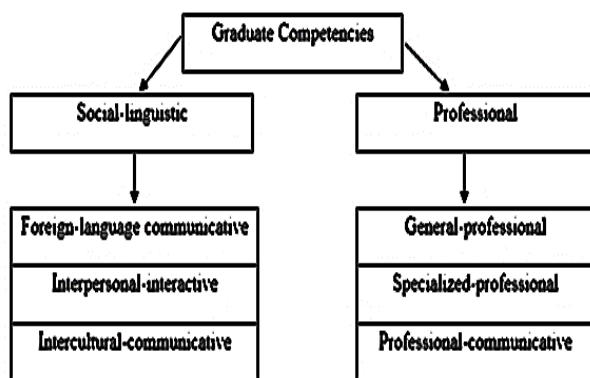 Graduate Competencies
Social-linguistic
Professional
Foreign-language communicative
Interpersonal-interactive
Intercultural-communicative
General-professional
Specialized-professional
Professional-communicative